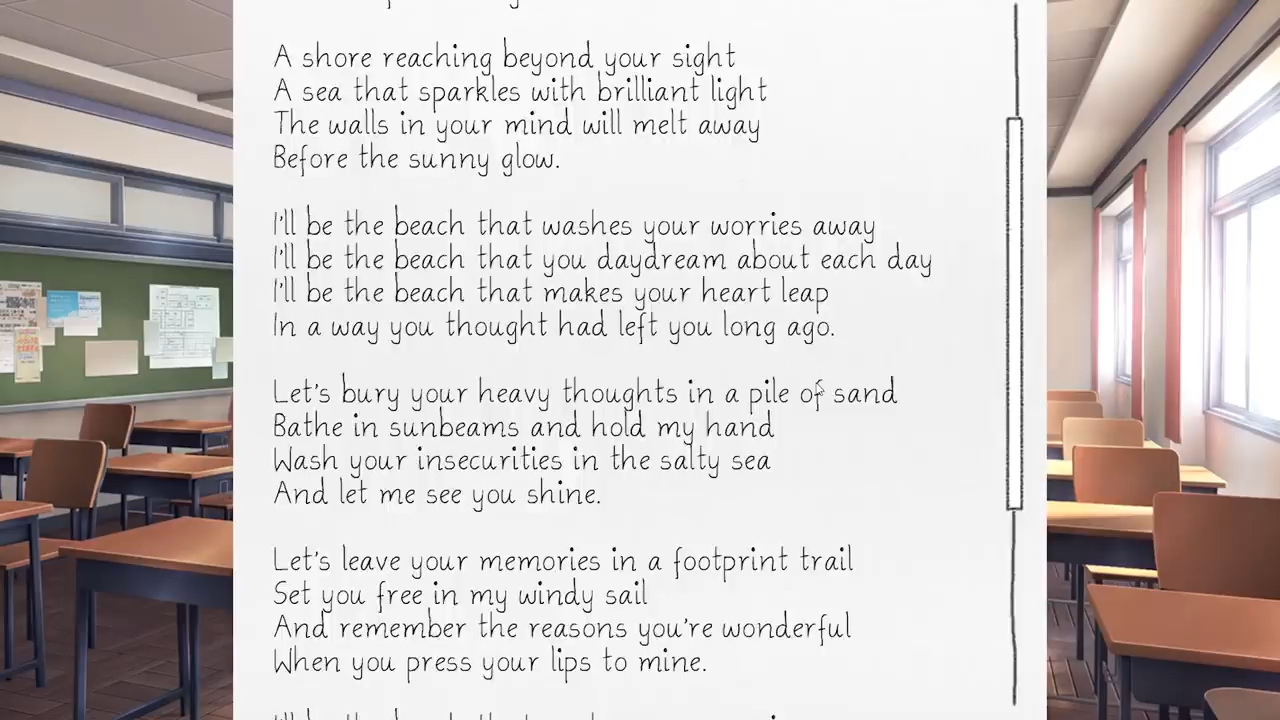 A shore reaching beyond your sight
A sea that sparkles with brilliant light
The walls in your mind will melt away
Before the sunny glow.
I'll be the beach that washes your worries away
I'll be the beach that you daydream about each day
I'll be the beach that makes your heart leap
In a way you thought had left you long ago.
Let's bury your heavy thoughts in a pile of sand
Bathe in sunbeams and hold my hand
Wash your insecurities in the salty sea
And let me see you shine.
Let's leave your memories in a footprint trail
Set you free in my windy sail
And remember the reasons you're wonderful
When you press your lips to mine.
I'll be the beach that